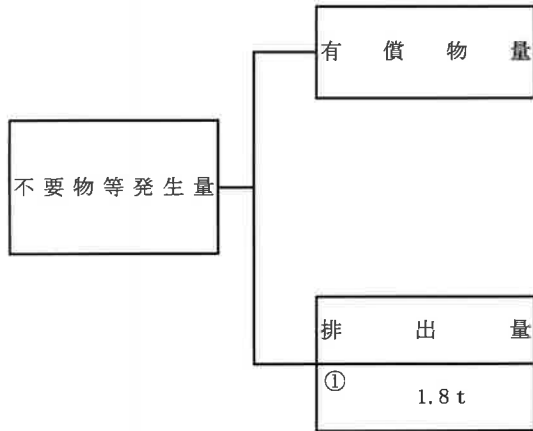 有償物量
不要物等発生量
排出量
①
1.8 t